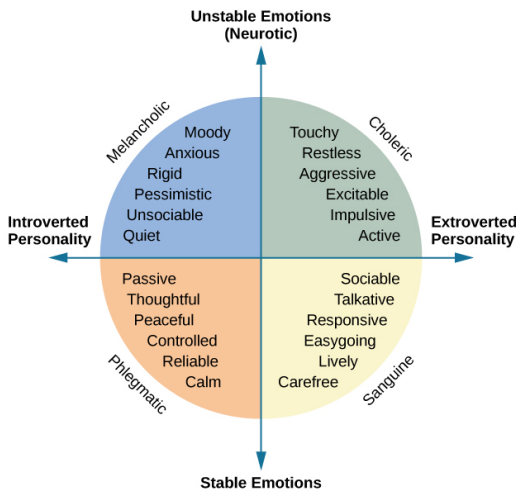 Unstable Emotions
(Neurotic)
Melancholic
Choleric
Moody
Anxious
Rigid
Pessimistic
Unsociable
Quiet
Touchy
Restless
Aggressive
Excitable
Impulsive
Active
Introverted
Personality
Extroverted
Personality
Passive
Thoughtful
Peaceful
Controlled
Reliable
Calm
Sociable
Talkative
Responsive
Easygoing
Lively
Carefree
Phlegmatic
Sanguine
Stable Emotions